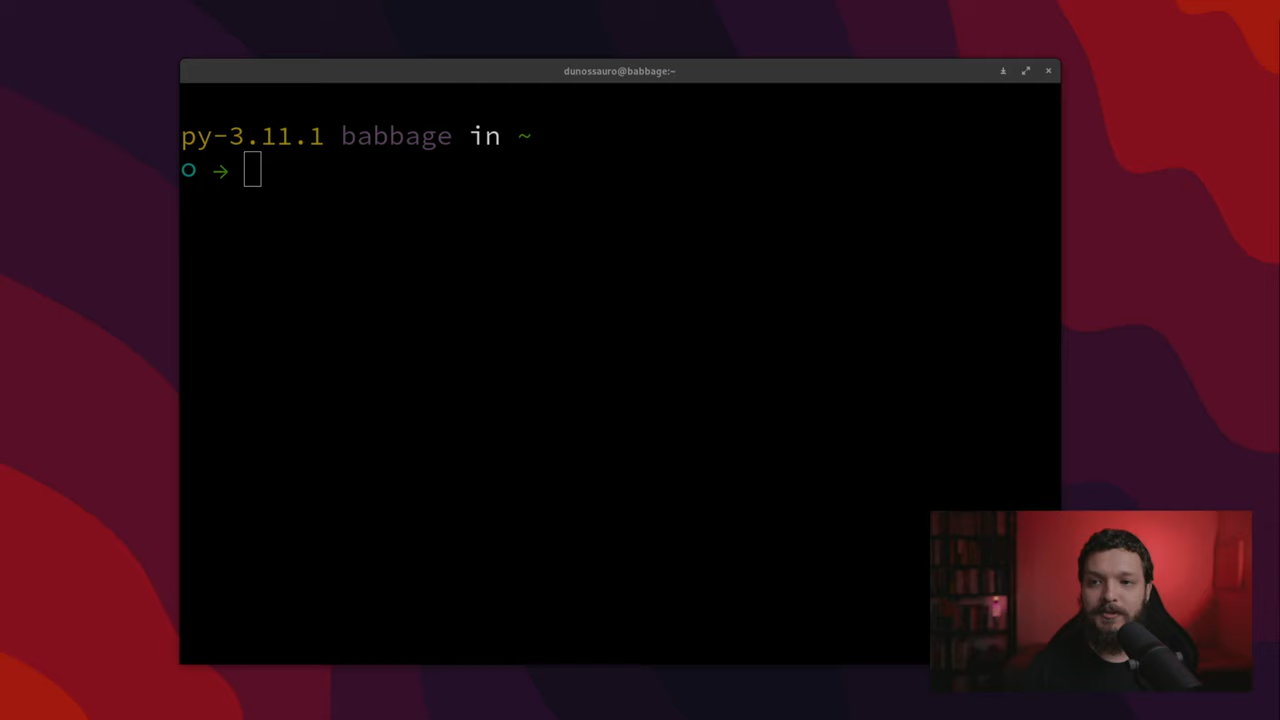 dunossauro@babbage:~
py-3.11.1 babbage in ~
○ →